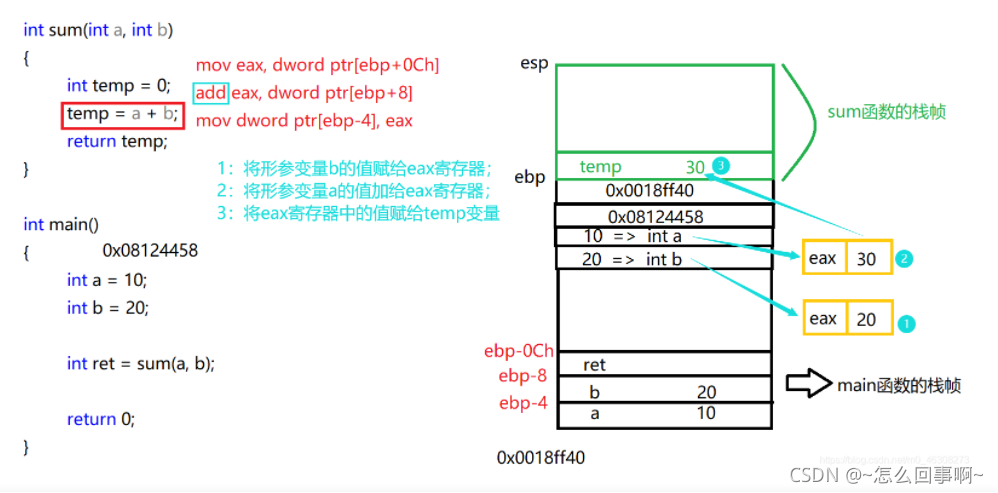 int sum(int a, int b)
{
int temp = 0;
temp = a + b;
return temp;
}
mov eax, dword ptr[ebp+0Ch]
add eax, dword ptr[ebp+8]
mov dword ptr[ebp-4], eax
1：将形参变量b的值赋给eax寄存器；
2：将形参变量a的值加给eax寄存器；
3：将eax寄存器中的值赋给temp变量
int main()
{
0x08124458
int a = 10;
int b = 20;
int ret = sum(a, b);
return 0;
}
esp
sum函数的栈帧
temp 30 3
ebp
0x0018ff40
0x08124458
10 => int a
20 => int b
eax 30 2
eax 20 1
ebp-0Ch
ret
ebp-8
b 20
ebp-4
a 10
main函数的栈帧
0x0018ff40
CSDN @~怎么回事啊~